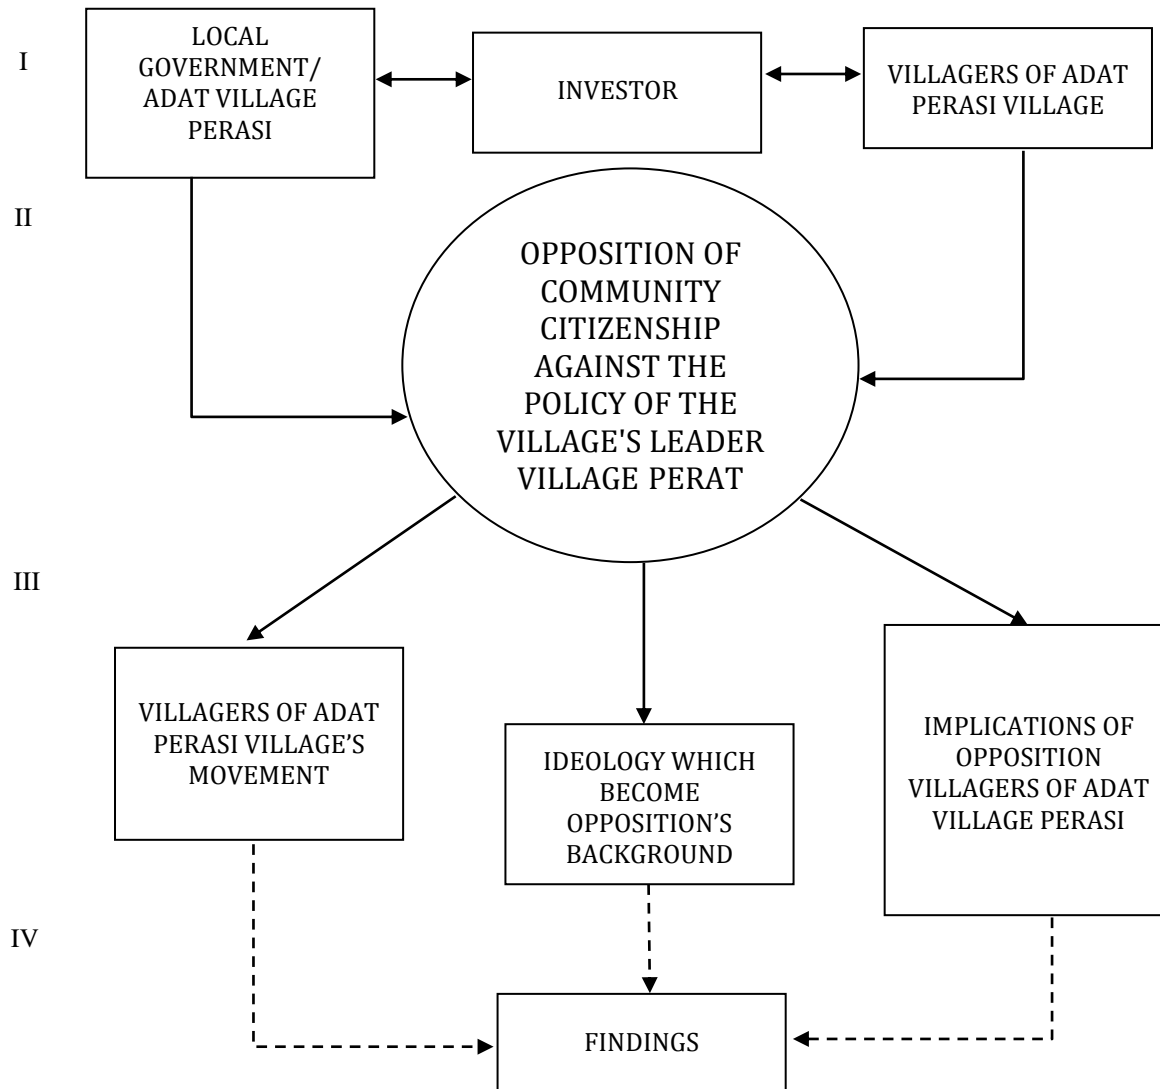 I
LOCAL
GOVERNMENT/
ADAT VILLAGE
PERASI
INVESTOR
VILLAGERS OF ADAT
PERASI VILLAGE
II
OPPOSITION OF
COMMUNITY
CITIZENSHIP
AGAINST THE
POLICY OF THE
VILLAGE'S LEADER
VILLAGE PERAT
III
VILLAGERS OF ADAT
PERASI VILLAGE’S
MOVEMENT
IDEOLOGY WHICH
BECOME
OPPOSITION’S
BACKGROUND
IMPLICATIONS OF
OPPOSITION
VILLAGERS OF ADAT
VILLAGE PERASI
IV
FINDINGS